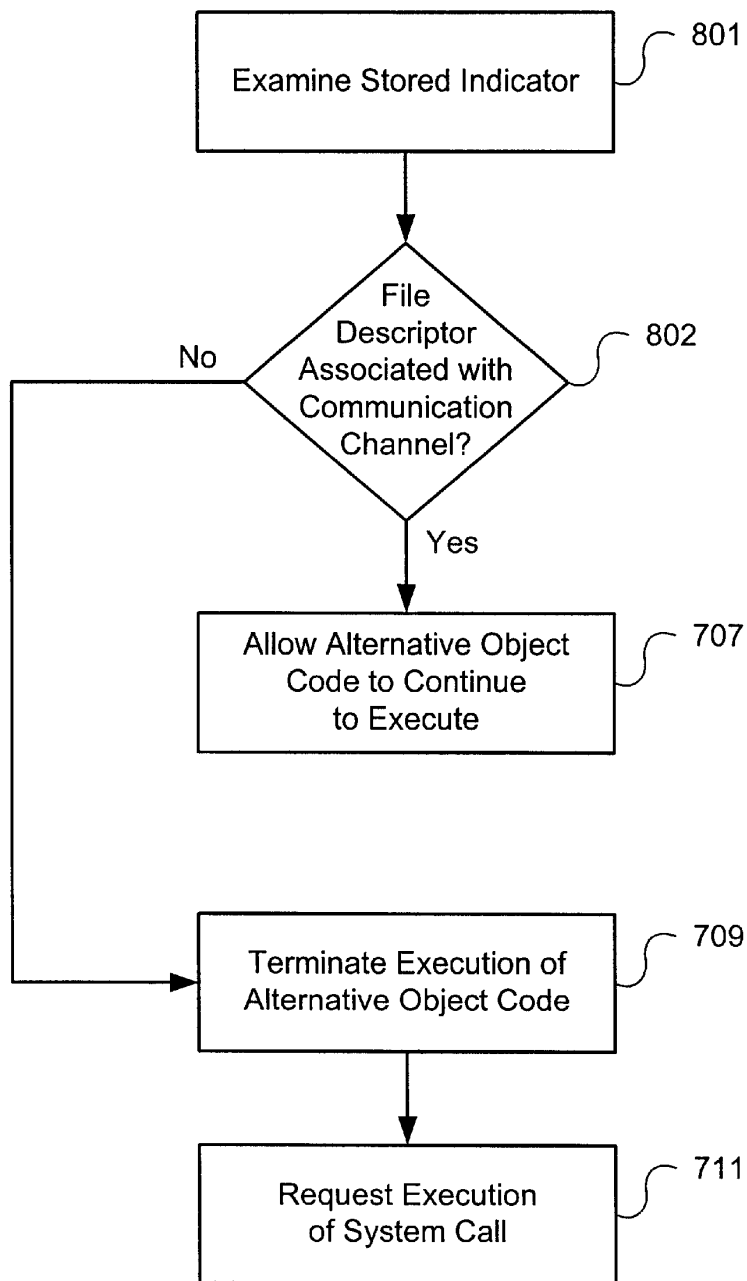 801
Examine Stored Indicator
File
Descriptor
Associated with
Communication
Channel?
802
No
Yes
707
Allow Alternative Object
Code to Continue
to Execute
709
Terminate Execution of
Alternative Object Code
711
Request Execution
of System Call